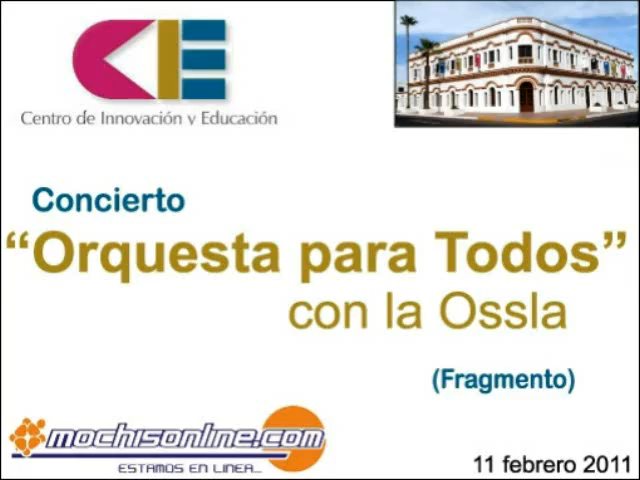 CIE
Centro de Innovación y Educación
Concierto
“Orquesta para Todos”
con la Ossla
(Fragmento)
mochisonline.com
ESTAMOS EN LINEA...
11 febrero 2011